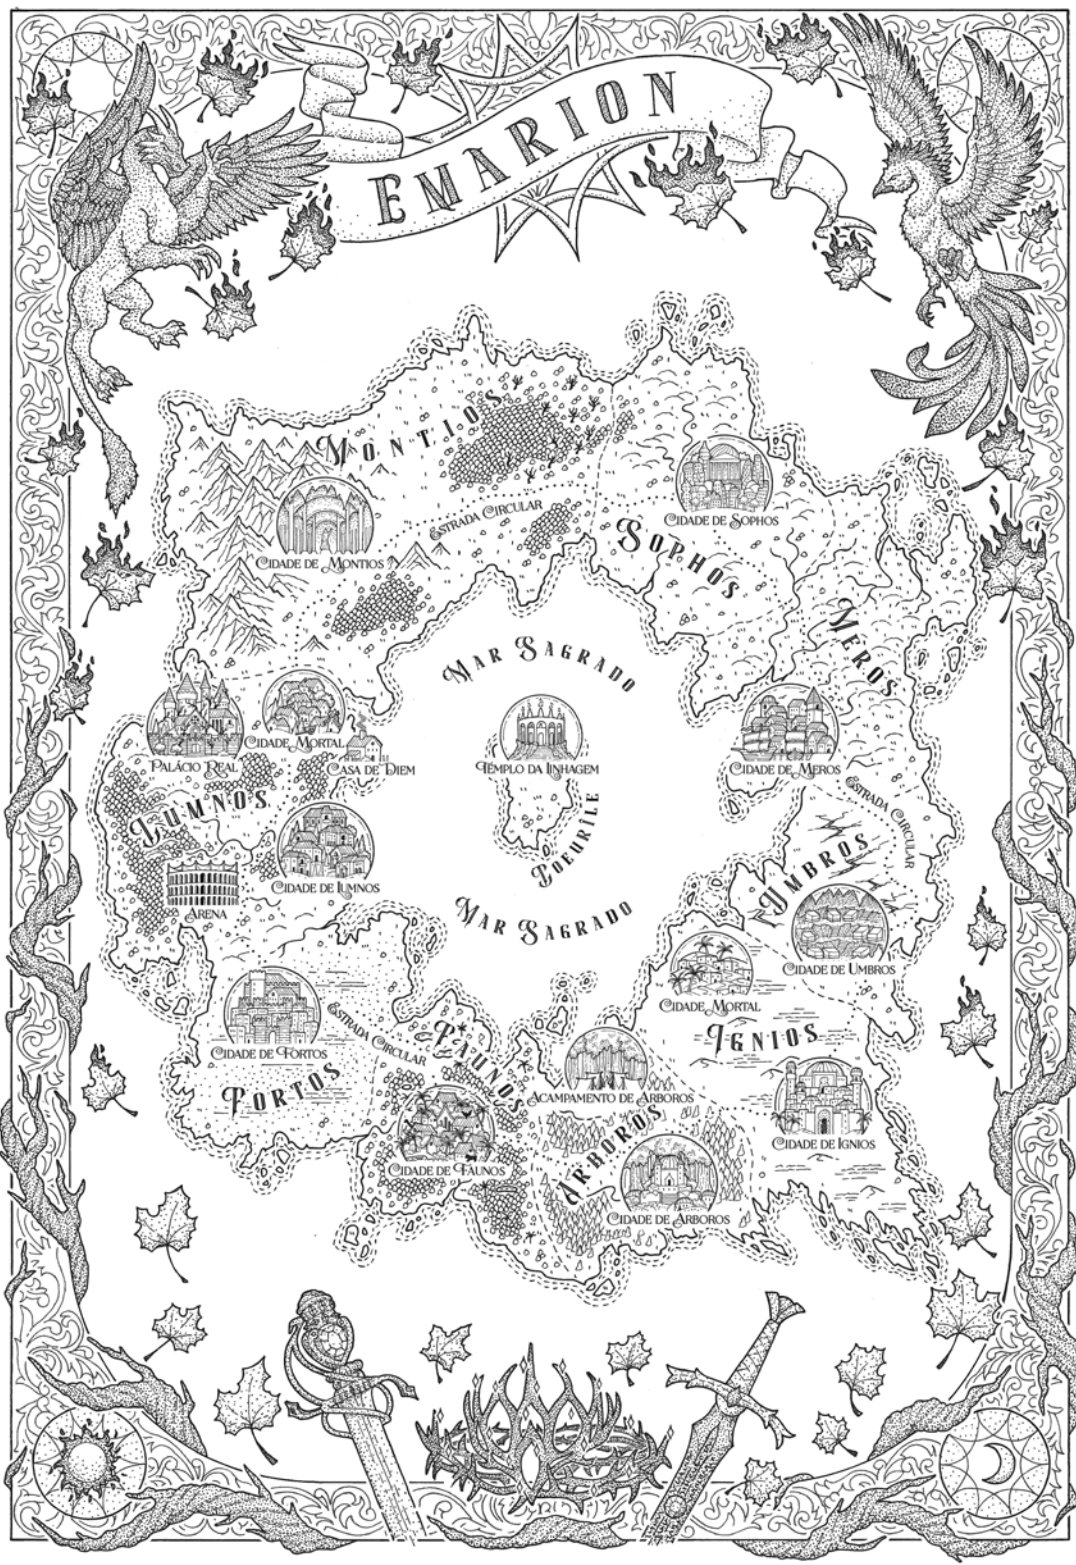 EMARION
MONTIOS
CIDADE DE SOPHOS
ESTRADA CIRCULAR
SOPHOS
CIDADE DE MONTIOS
MEROS
MAR SAGRADO
CIDADE MORTAL
PALÁCIO REAL
CASA DE DIEM
TEMPLO DA LINHAGEM
CIDADE DE MEROS
ESTRADA CIRCULAR
LUMNOS
COEURÎLE
UMBROS
CIDADE DE LUMNOS
ARENA
MAR SAGRADO
CIDADE DE UMBROS
CIDADE MORTAL
ESTRADA CIRCULAR
FAUNOS
IGNIOS
CIDADE DE FORTOS
FORTOS
ACAMPAMENTO DE ARBOROS
ARBOROS
CIDADE DE IGNIOS
CIDADE DE FAUNOS
CIDADE DE ARBOROS